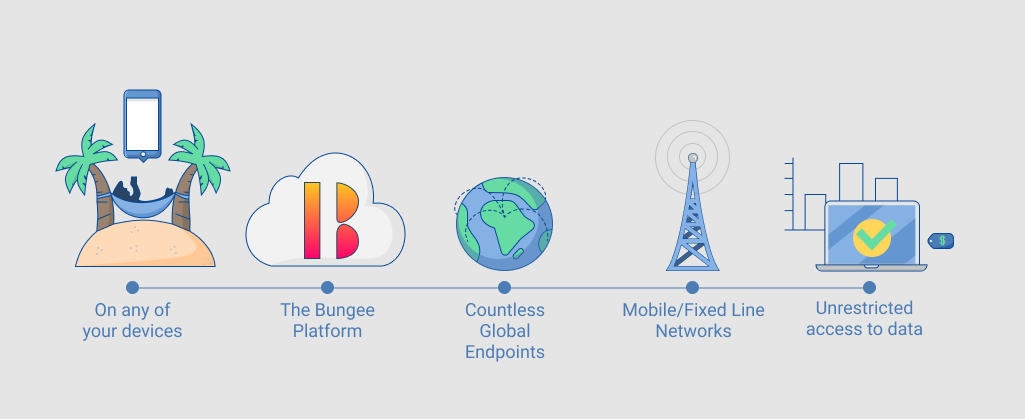 On any of
your devices
The Bungee
Platform
Countless
Global
Endpoints
Mobile/Fixed Line
Networks
Unrestricted
access to data
B
$